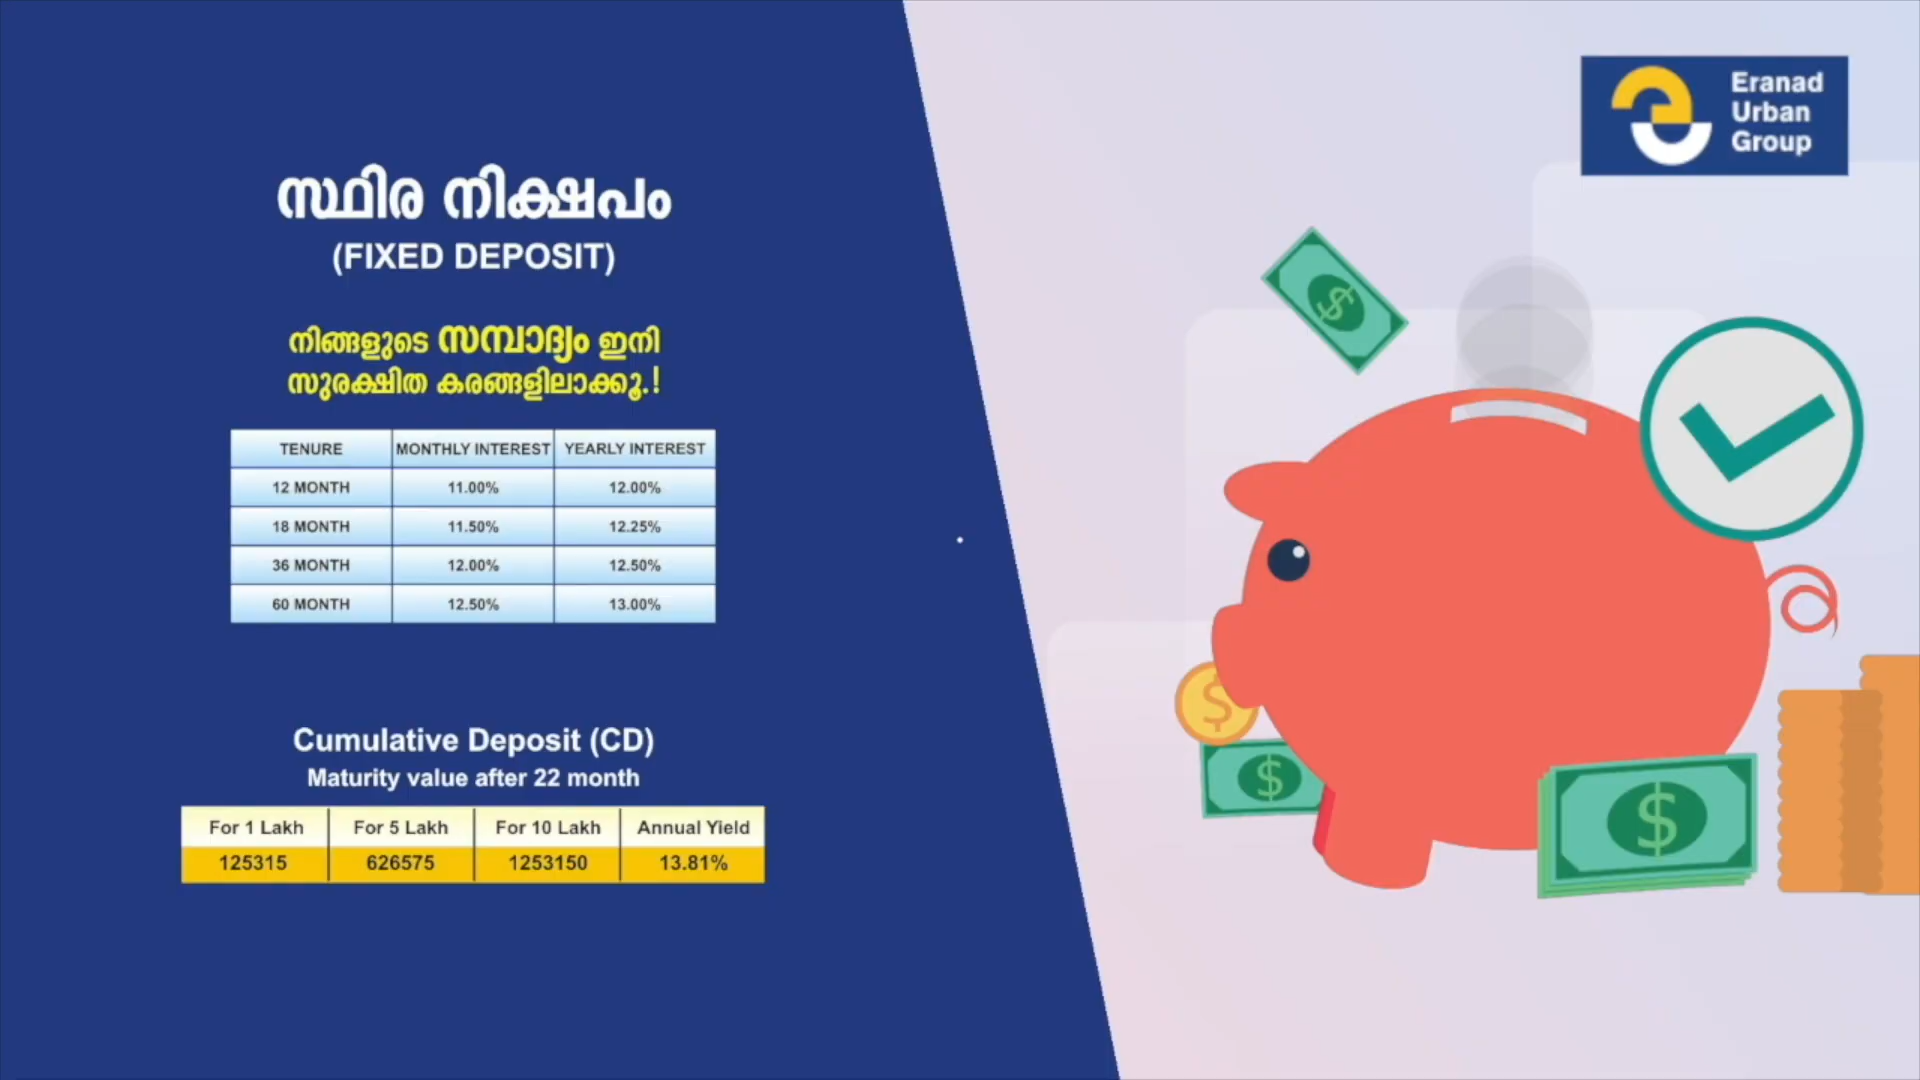 Eranad
Urban
Group
സ്ഥിര നിക്ഷേപം
(FIXED DEPOSIT)
നിങ്ങളുടെ സമ്പാദ്യം ഇനി
സുരക്ഷിത കരങ്ങളിലാക്കൂ.!
TENURE MONTHLY INTEREST YEARLY INTEREST
12 MONTH 11.00% 12.00%
18 MONTH 11.50% 12.25%
36 MONTH 12.00% 12.50%
60 MONTH 12.50% 13.00%
Cumulative Deposit (CD)
Maturity value after 22 month
For 1 Lakh For 5 Lakh For 10 Lakh Annual Yield
125315 626575 1253150 13.81%